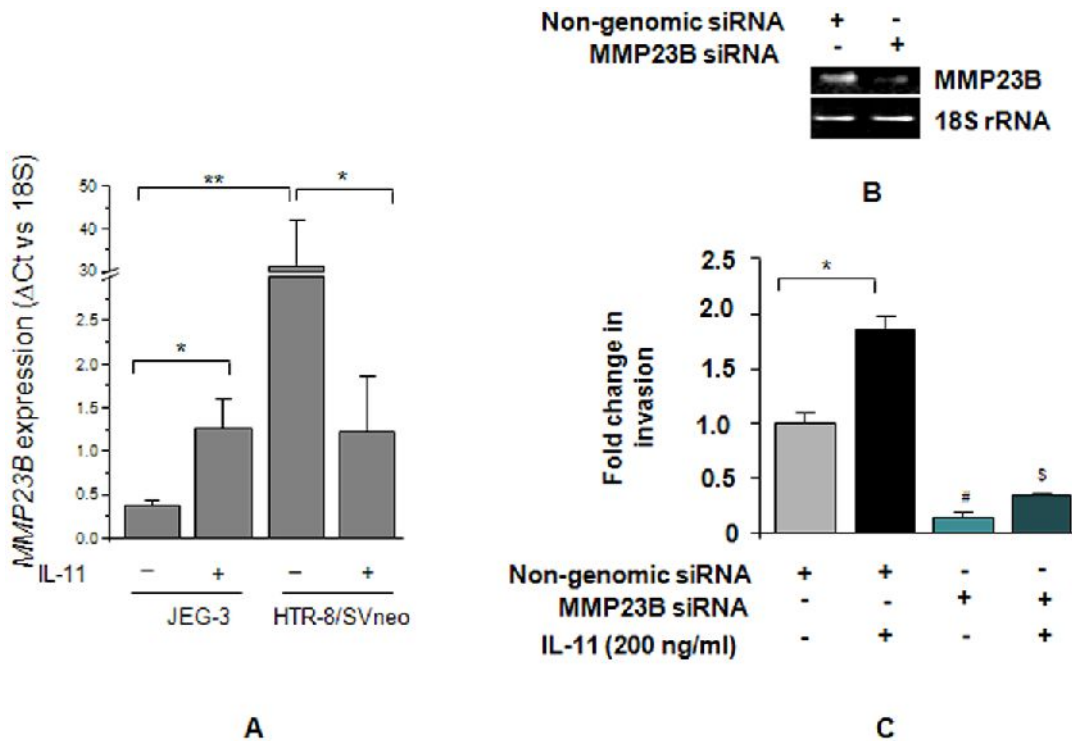 MMP23B expression (ΔCt vs 18S)
50
40
30
2.5
2.0
1.5
1.0
0.5
0.0
**
*
*
IL-11 – + – +
JEG-3 HTR-8/SVneo
A
Non-genomic siRNA + -
MMP23B siRNA - +
MMP23B
18S rRNA
B
Fold change in
invasion
2.5
2.0
1.5
1.0
0.5
0
*
#
$
Non-genomic siRNA + + - -
MMP23B siRNA - - + +
IL-11 (200 ng/ml) - + - +
C